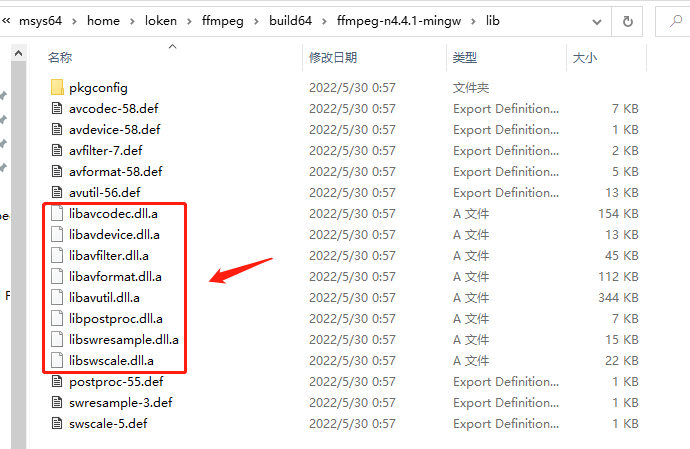 « msys64 > home > loken > ffmpeg > build64 > ffmpeg-n4.4.1-mingw > lib
名称 修改日期 类型 大小
pkgconfig 2022/5/30 0:57 文件夹
avcodec-58.def 2022/5/30 0:57 Export Definition... 7 KB
avdevice-58.def 2022/5/30 0:57 Export Definition... 1 KB
avfilter-7.def 2022/5/30 0:57 Export Definition... 2 KB
avformat-58.def 2022/5/30 0:57 Export Definition... 5 KB
avutil-56.def 2022/5/30 0:57 Export Definition... 13 KB
libavcodec.dll.a 2022/5/30 0:57 A 文件 154 KB
libavdevice.dll.a 2022/5/30 0:57 A 文件 13 KB
libavfilter.dll.a 2022/5/30 0:57 A 文件 45 KB
libavformat.dll.a 2022/5/30 0:57 A 文件 112 KB
libavutil.dll.a 2022/5/30 0:57 A 文件 344 KB
libpostproc.dll.a 2022/5/30 0:57 A 文件 7 KB
libswresample.dll.a 2022/5/30 0:57 A 文件 15 KB
libswscale.dll.a 2022/5/30 0:57 A 文件 22 KB
postproc-55.def 2022/5/30 0:57 Export Definition... 1 KB
swresample-3.def 2022/5/30 0:57 Export Definition... 1 KB
swscale-5.def 2022/5/30 0:57 Export Definition... 1 KB